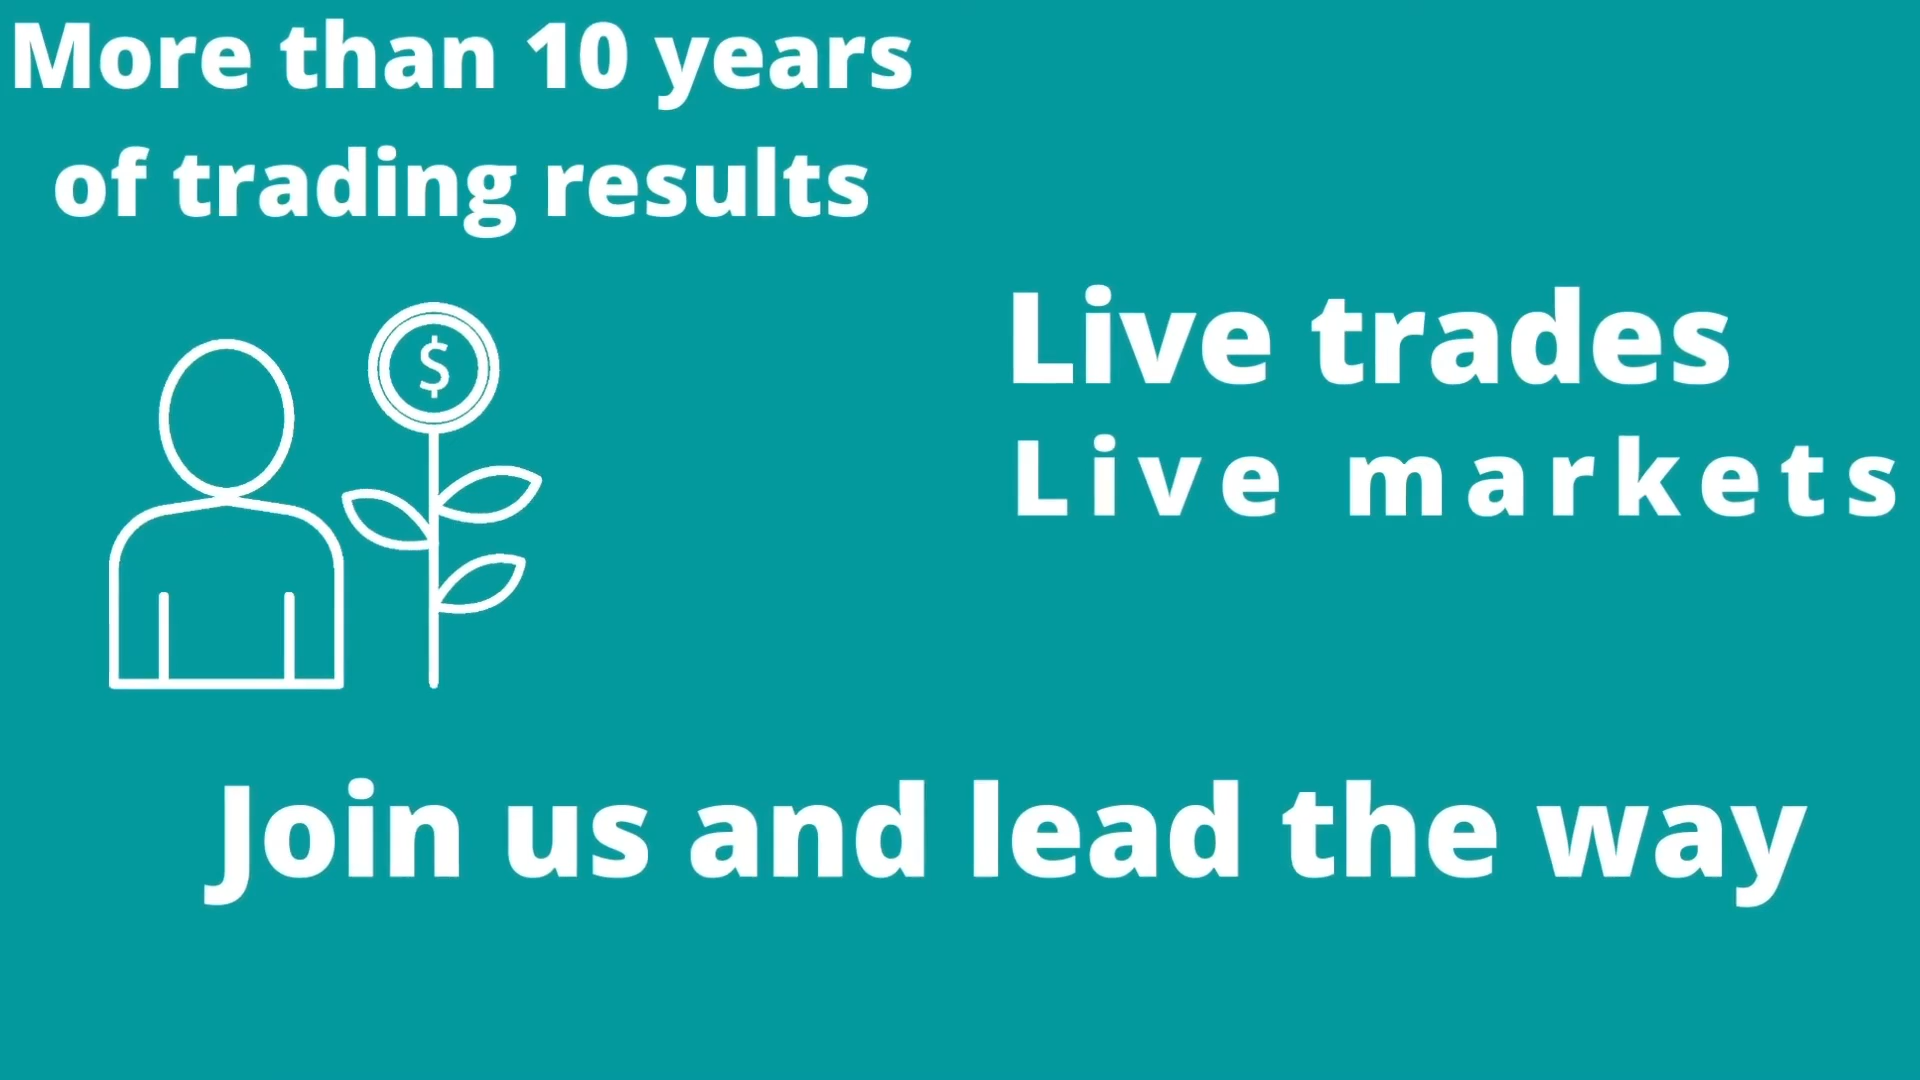 More than 10 years
of trading results
$
Live trades
Live markets
Join us and lead the way